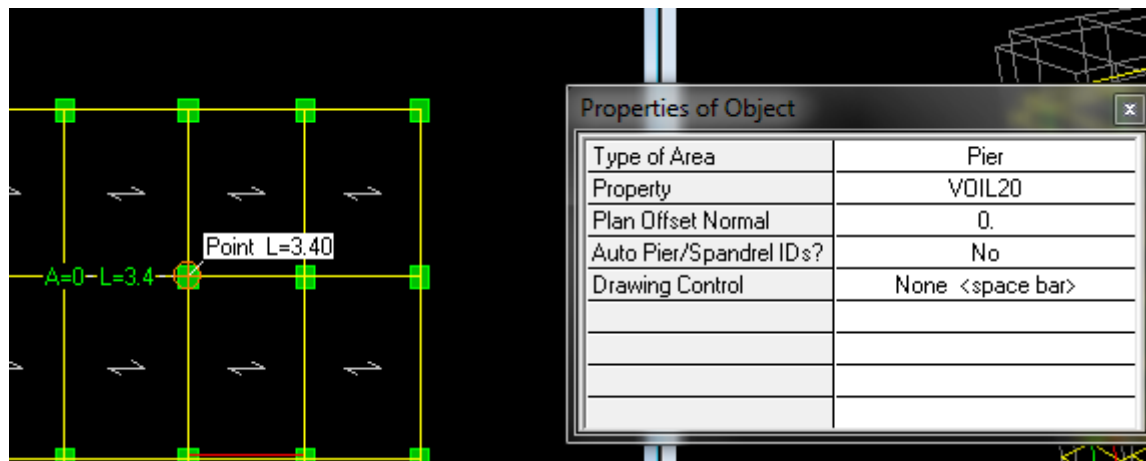 Point L=3.40
A=0 L=3.4
Properties of Object
x
Type of Area Pier
Property VOIL20
Plan Offset Normal 0.
Auto Pier/Spandrel IDs? No
Drawing Control None <space bar>